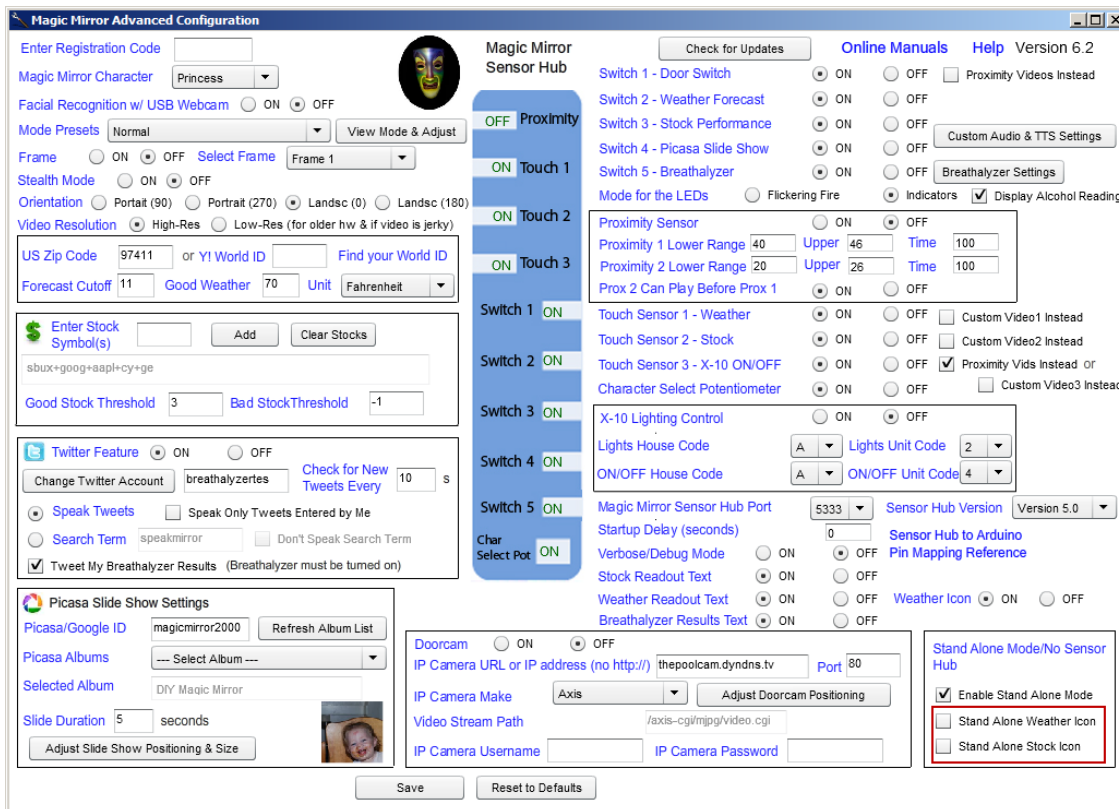 Magic Mirror Advanced Configuration
Enter Registration Code
Magic Mirror Character Princess
Facial Recognition w/ USB Webcam ON OFF
Mode Presets Normal View Mode & Adjust
Frame ON OFF Select Frame Frame 1
Stealth Mode ON OFF
Orientation Portait (90) Portrait (270) Landsc (0) Landsc (180)
Video Resolution High-Res Low-Res (for older hw & if video is jerky)
US Zip Code 97411 or Y! World ID Find your World ID
Forecast Cutoff 11 Good Weather 70 Unit Fahrenheit
Enter Stock
Symbol(s) Add Clear Stocks
sbux+goog+aapl+cy+ge
Good Stock Threshold 3 Bad StockThreshold -1
Twitter Feature ON OFF
Change Twitter Account breathalyzertes Check for New
Tweets Every 10 s
Speak Tweets Speak Only Tweets Entered by Me
Search Term speakmirror Don't Speak Search Term
Tweet My Breathalyzer Results (Breathalyzer must be turned on)
Picasa Slide Show Settings
Picasa/Google ID magicmirror2000 Refresh Album List
Picasa Albums --- Select Album ---
Selected Album DIY Magic Mirror
Slide Duration 5 seconds
Adjust Slide Show Positioning & Size
Magic Mirror
Sensor Hub
OFF Proximity
ON Touch 1
ON Touch 2
ON Touch 3
Switch 1 ON
Switch 2 ON
Switch 3 ON
Switch 4 ON
Switch 5 ON
Char
Select Pot ON
Check for Updates Online Manuals Help Version 6.2
Switch 1 - Door Switch ON OFF Proximity Videos Instead
Switch 2 - Weather Forecast ON OFF
Switch 3 - Stock Performance ON OFF
Custom Audio & TTS Settings
Switch 4 - Picasa Slide Show ON OFF
Switch 5 - Breathalyzer ON OFF Breathalyzer Settings
Mode for the LEDs Flickering Fire Indicators Display Alcohol Reading
Proximity Sensor ON OFF
Proximity 1 Lower Range 40 Upper 46 Time 100
Proximity 2 Lower Range 20 Upper 26 Time 100
Prox 2 Can Play Before Prox 1 ON OFF
Touch Sensor 1 - Weather ON OFF Custom Video1 Instead
Touch Sensor 2 - Stock ON OFF Custom Video2 Instead
Touch Sensor 3 - X-10 ON/OFF ON OFF Proximity Vids Instead or
Character Select Potentiometer ON OFF Custom Video3 Instead
X-10 Lighting Control ON OFF
Lights House Code A Lights Unit Code 2
ON/OFF House Code A ON/OFF Unit Code 4
Magic Mirror Sensor Hub Port 5333 Sensor Hub Version Version 5.0
Startup Delay (seconds) 0 Sensor Hub to Arduino
Pin Mapping Reference
Verbose/Debug Mode ON OFF
Stock Readout Text ON OFF
Weather Readout Text ON OFF Weather Icon ON OFF
Breathalyzer Results Text ON OFF
Doorcam ON OFF
IP Camera URL or IP address (no http://) thepoolcam.dyndns.tv Port 80
IP Camera Make Axis Adjust Doorcam Positioning
Video Stream Path /axis-cgi/mjpg/video.cgi
IP Camera Username IP Camera Password
Stand Alone Mode/No Sensor
Hub
Enable Stand Alone Mode
Stand Alone Weather Icon
Stand Alone Stock Icon
Save Reset to Defaults